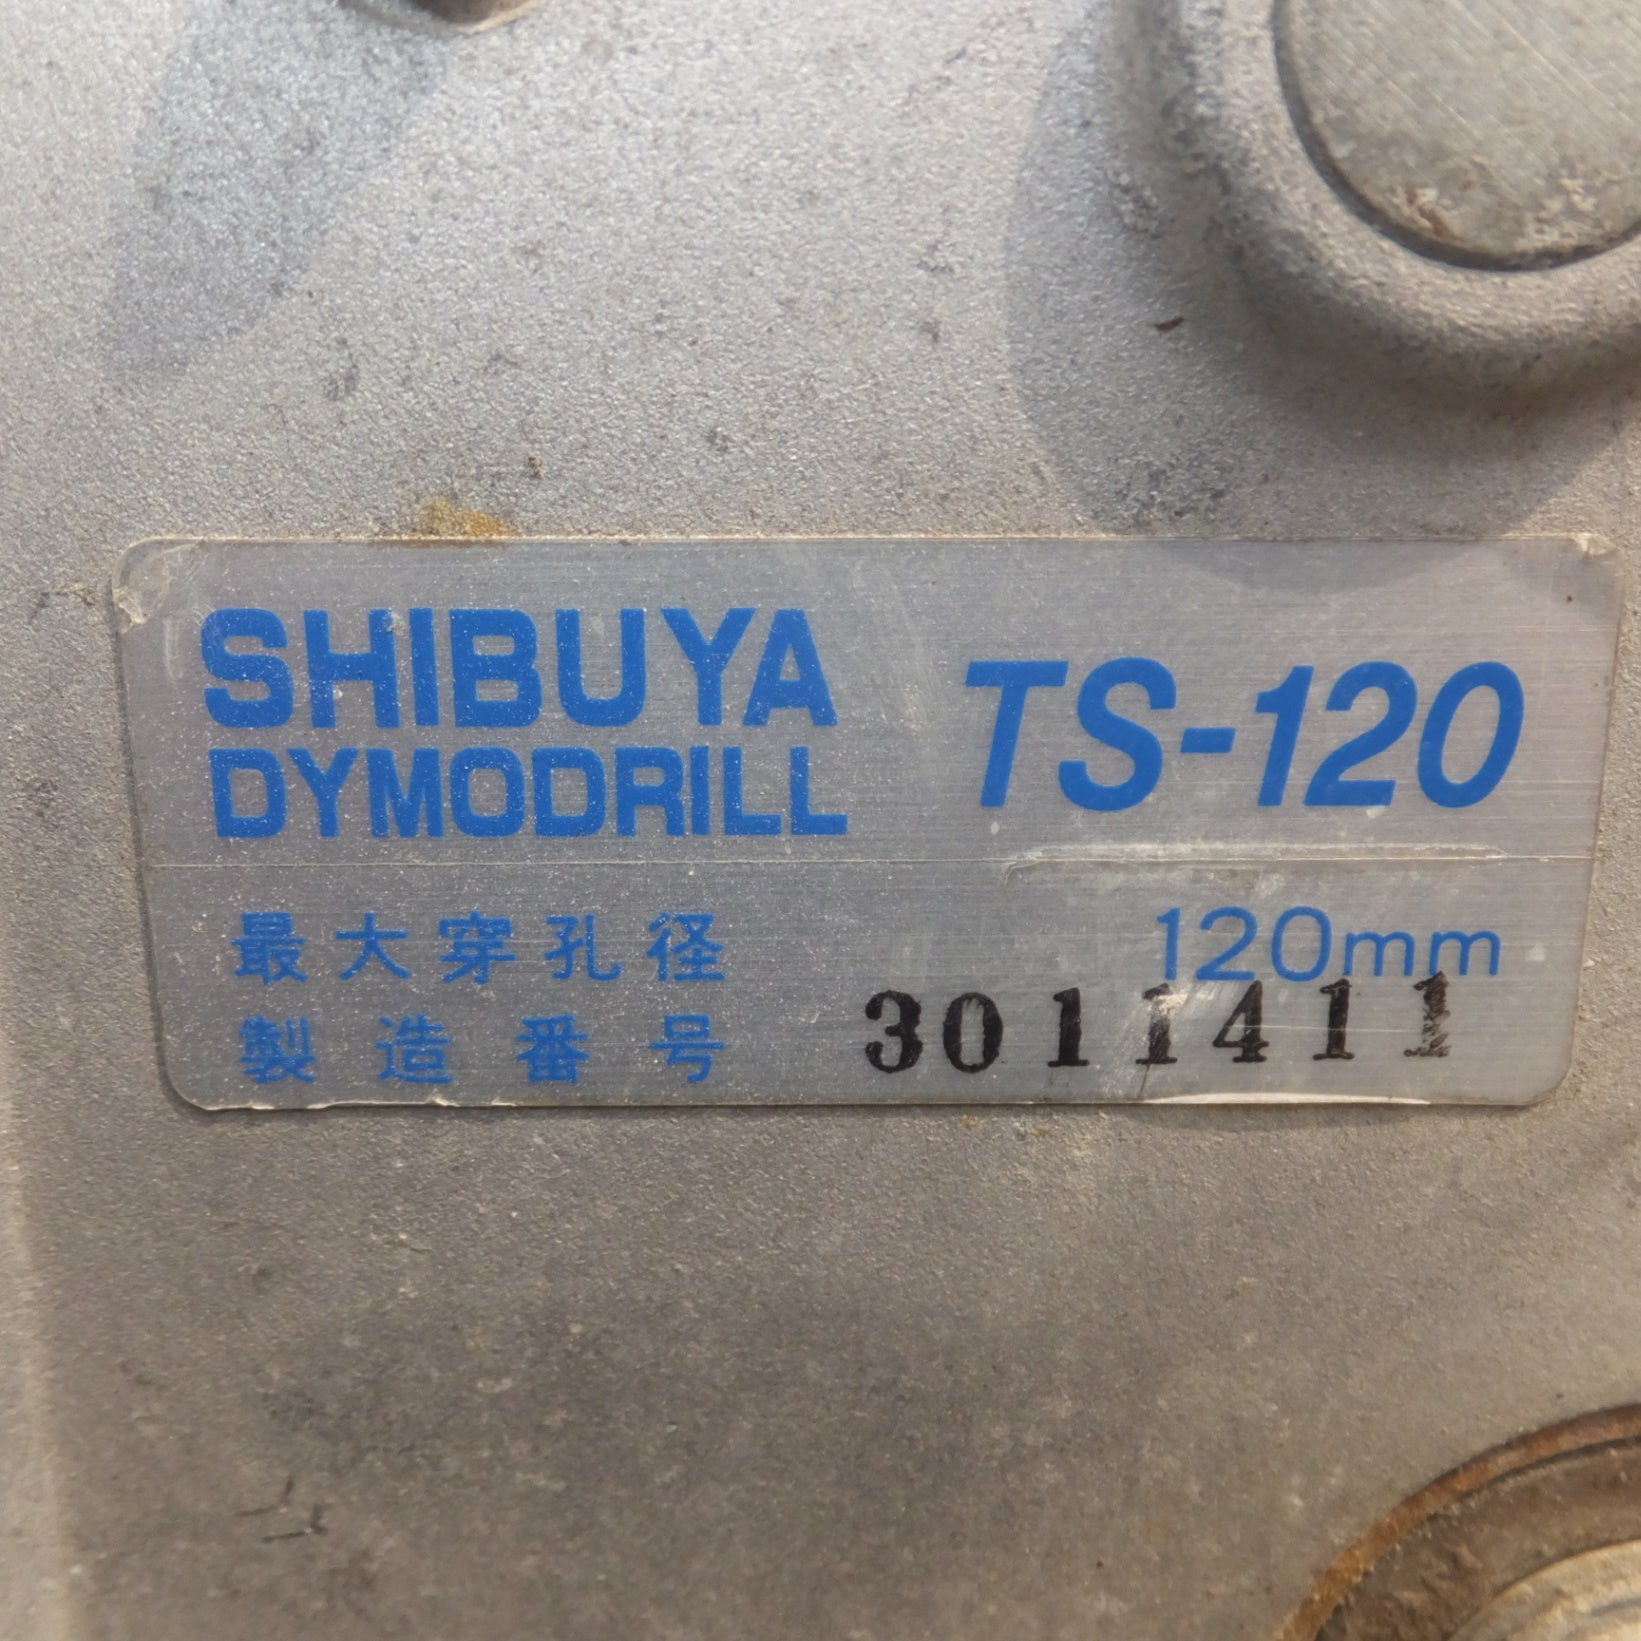 SHIBUYA
DYMODRILL
TS-120
最大穿孔径 120mm
製造番号 3011411